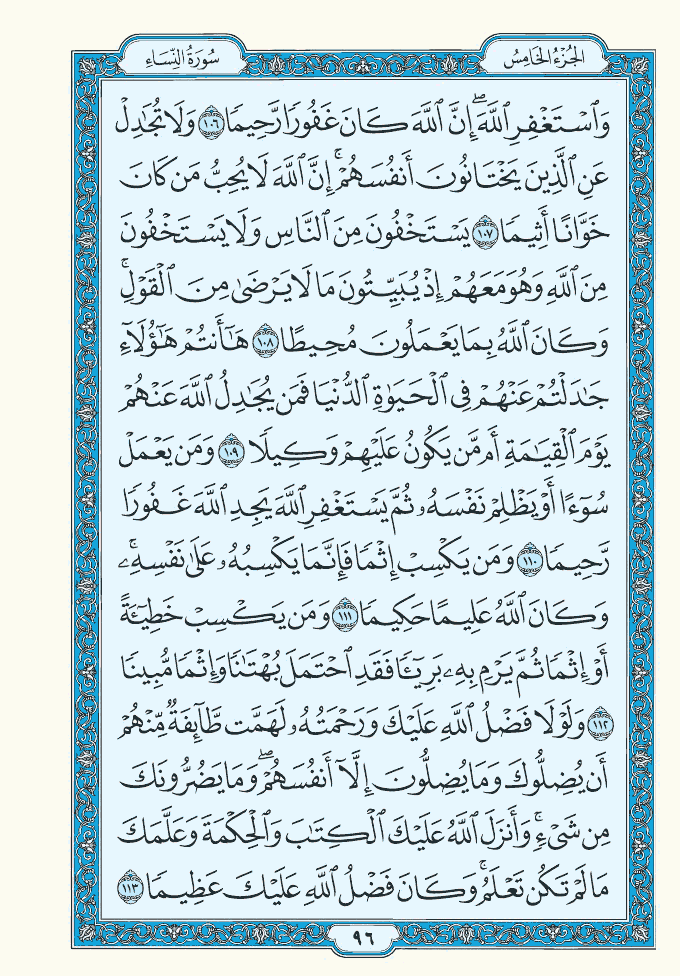 الجُزْءُ الخَامِسُ
سُورَةُ النِّسَاءِ
وَٱسْتَغْفِرِ ٱللَّهَۖ إِنَّ ٱللَّهَ كَانَ غَفُورٗا رَّحِيمٗا ١٠٦ وَلَا تُجَٰدِلۡ
عَنِ ٱلَّذِينَ يَخۡتَانُونَ أَنفُسَهُمۡۚ إِنَّ ٱللَّهَ لَا يُحِبُّ مَن كَانَ
خَوَّانًا أَثِيمٗا ١٠٧ يَسۡتَخۡفُونَ مِنَ ٱلنَّاسِ وَلَا يَسۡتَخۡفُونَ
مِنَ ٱللَّهِ وَهُوَ مَعَهُمۡ إِذۡ يُبَيِّتُونَ مَا لَا يَرۡضَىٰ مِنَ ٱلۡقَوۡلِۚ
وَكَانَ ٱللَّهُ بِمَا يَعۡمَلُونَ مُحِيطًا ١٠٨ هَٰٓأَنتُمۡ هَٰٓؤُلَآءِ
جَٰدَلۡتُمۡ عَنۡهُمۡ فِي ٱلۡحَيَوٰةِ ٱلدُّنۡيَا فَمَن يُجَٰدِلُ ٱللَّهَ عَنۡهُمۡ
يَوۡمَ ٱلۡقِيَٰمَةِ أَم مَّن يَكُونُ عَلَيۡهِمۡ وَكِيلٗا ١٠٩ وَمَن يَعۡمَلۡ
سُوٓءًا أَوۡ يَظۡلِمۡ نَفۡسَهُۥ ثُمَّ يَسۡتَغۡفِرِ ٱللَّهَ يَجِدِ ٱللَّهَ غَفُورٗا
رَّحِيمٗا ١١٠ وَمَن يَكۡسِبۡ إِثۡمٗا فَإِنَّمَا يَكۡسِبُهُۥ عَلَىٰ نَفۡسِهِۦۚ
وَكَانَ ٱللَّهُ عَلِيمًا حَكِيمٗا ١١١ وَمَن يَكۡسِبۡ خَطِيٓـَٔةً
أَوۡ إِثۡمٗا ثُمَّ يَرۡمِ بِهِۦ بَرِيٓـٔٗا فَقَدِ ٱحۡتَمَلَ بُهۡتَٰنٗا وَإِثۡمٗا مُّبِينٗا
١١٢ وَلَوۡلَا فَضۡلُ ٱللَّهِ عَلَيۡكَ وَرَحۡمَتُهُۥ لَهَمَّت طَّآئِفَةٞ مِّنۡهُمۡ
أَن يُضِلُّوكَ وَمَا يُضِلُّونَ إِلَّآ أَنفُسَهُمۡۖ وَمَا يَضُرُّونَكَ
مِن شَيۡءٖۚ وَأَنزَلَ ٱللَّهُ عَلَيۡكَ ٱلۡكِتَٰبَ وَٱلۡحِكۡمَةَ وَعَلَّمَكَ
مَا لَمۡ تَكُن تَعۡلَمُۚ وَكَانَ فَضۡلُ ٱللَّهِ عَلَيۡكَ عَظِيمٗا ١١٣
٩٦